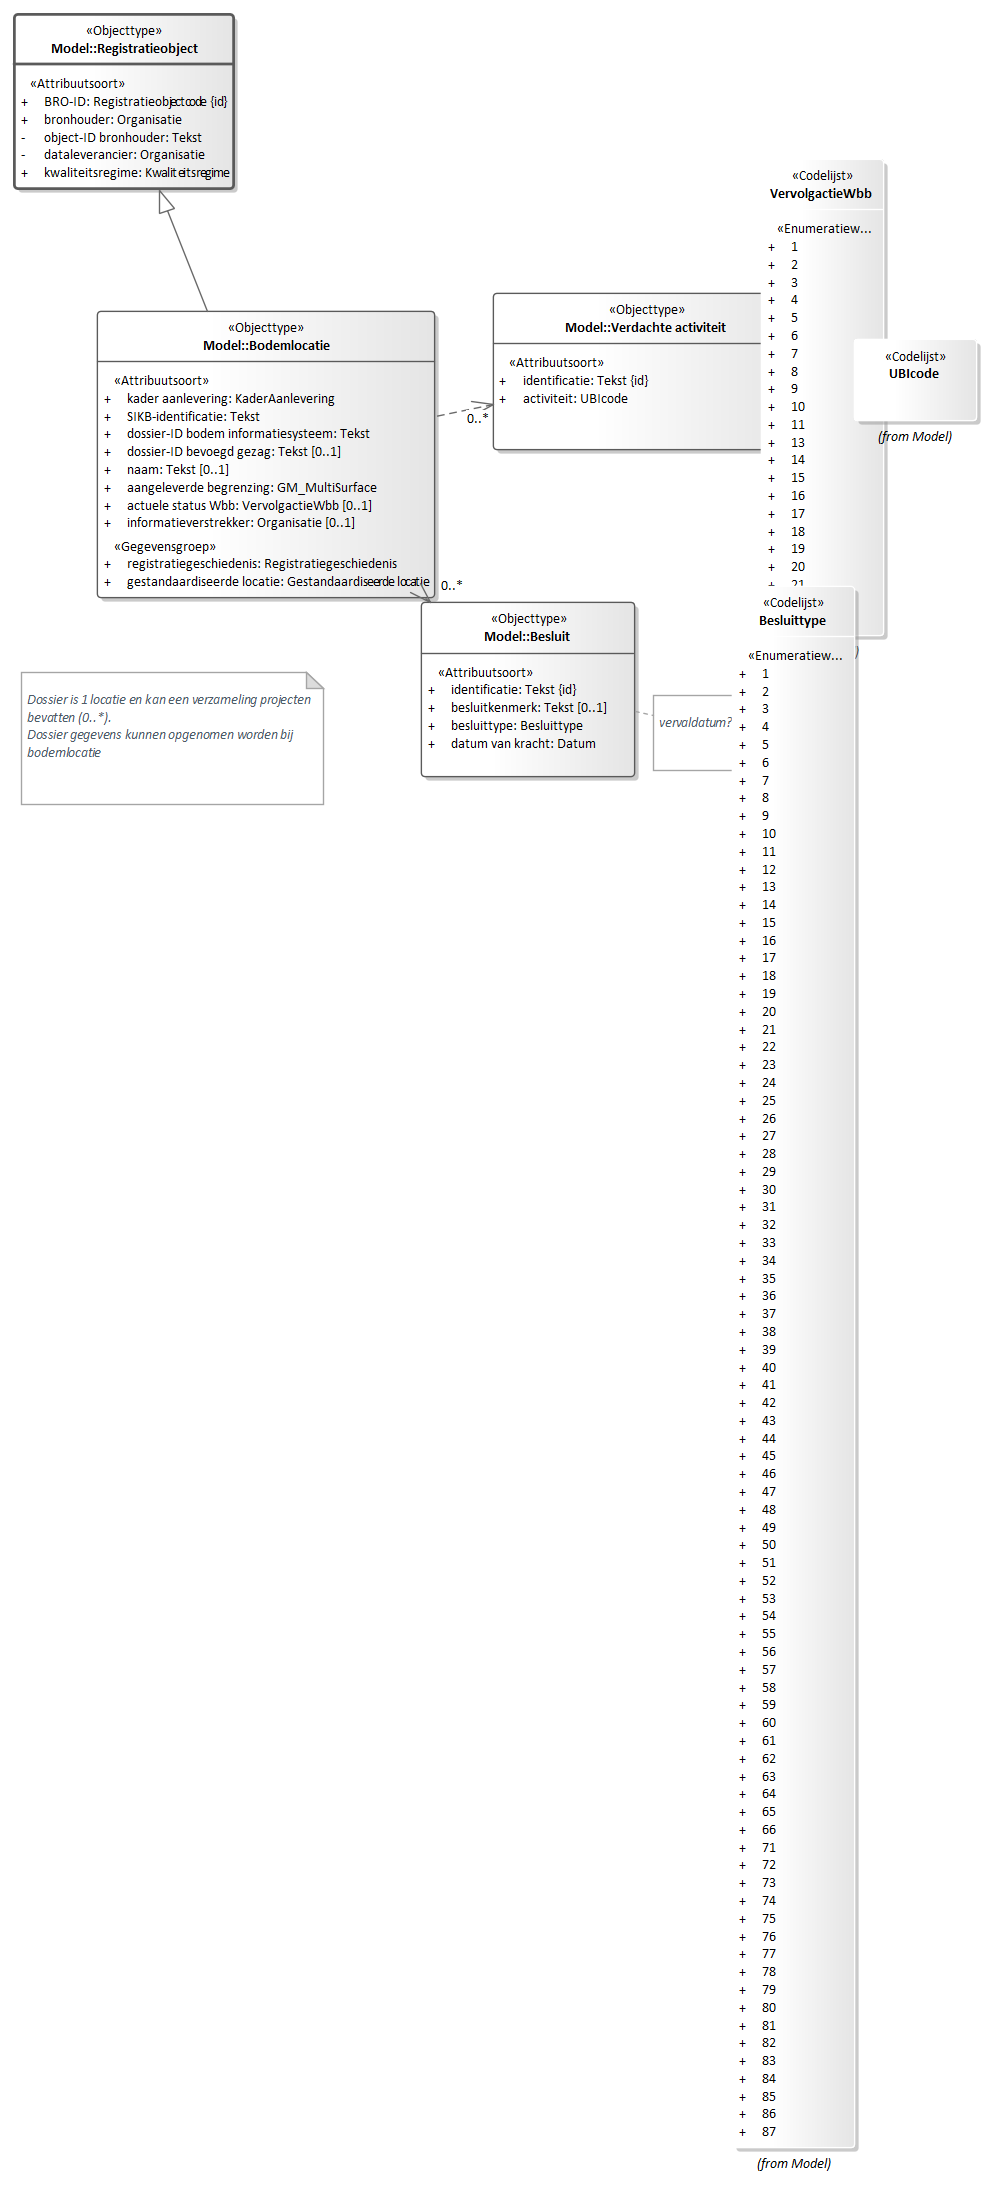 «Objecttype»
Model::Registratieobject
«Attribuutsoort»
+ BRO-ID: Registratieobjectcode {id}
+ bronhouder: Organisatie
- object-ID bronhouder: Tekst
- dataleverancier: Organisatie
+ kwaliteitsregime: Kwaliteitsregime
«Objecttype»
Model::Bodemlocatie
«Attribuutsoort»
+ kader aanlevering: KaderAanlevering
+ SIKB-identificatie: Tekst
+ dossier-ID bodem informatiesysteem: Tekst
+ dossier-ID bevoegd gezag: Tekst [0..1]
+ naam: Tekst [0..1]
+ aangeleverde begrenzing: GM_MultiSurface
+ actuele status Wbb: VervolgactieWbb [0..1]
+ informatieverstrekker: Organisatie [0..1]
«Gegevensgroep»
+ registratiegeschiedenis: Registratiegeschiedenis
+ gestandaardiseerde locatie: Gestandaardiseerde locatie
0..*
0..*
«Objecttype»
Model::Verdachte activiteit
«Attribuutsoort»
+ identificatie: Tekst {id}
+ activiteit: UBIcode
«Codelijst»
VervolgactieWbb
«Enumeratiew...
+ 1
+ 2
+ 3
+ 4
+ 5
+ 6
+ 7
+ 8
+ 9
+ 10
+ 11
+ 13
+ 14
+ 15
+ 16
+ 17
+ 18
+ 19
+ 20
+ 21
)
«Codelijst»
UBIcode
(from Model)
«Objecttype»
Model::Besluit
«Attribuutsoort»
+ identificatie: Tekst {id}
+ besluitkenmerk: Tekst [0..1]
+ besluittype: Besluittype
+ datum van kracht: Datum
vervaldatum?
Dossier is 1 locatie en kan een verzameling projecten
bevatten (0..*).
Dossier gegevens kunnen opgenomen worden bij
bodemlocatie
«Codelijst»
Besluittype
«Enumeratiew...
+ 1
+ 2
+ 3
+ 4
+ 5
+ 6
+ 7
+ 8
+ 9
+ 10
+ 11
+ 12
+ 13
+ 14
+ 15
+ 16
+ 17
+ 18
+ 19
+ 20
+ 21
+ 22
+ 23
+ 24
+ 25
+ 26
+ 27
+ 28
+ 29
+ 30
+ 31
+ 32
+ 33
+ 34
+ 35
+ 36
+ 37
+ 38
+ 39
+ 40
+ 41
+ 42
+ 43
+ 44
+ 45
+ 46
+ 47
+ 48
+ 49
+ 50
+ 51
+ 52
+ 53
+ 54
+ 55
+ 56
+ 57
+ 58
+ 59
+ 60
+ 61
+ 62
+ 63
+ 64
+ 65
+ 66
+ 71
+ 72
+ 73
+ 74
+ 75
+ 76
+ 77
+ 78
+ 79
+ 80
+ 81
+ 82
+ 83
+ 84
+ 85
+ 86
+ 87
(from Model)